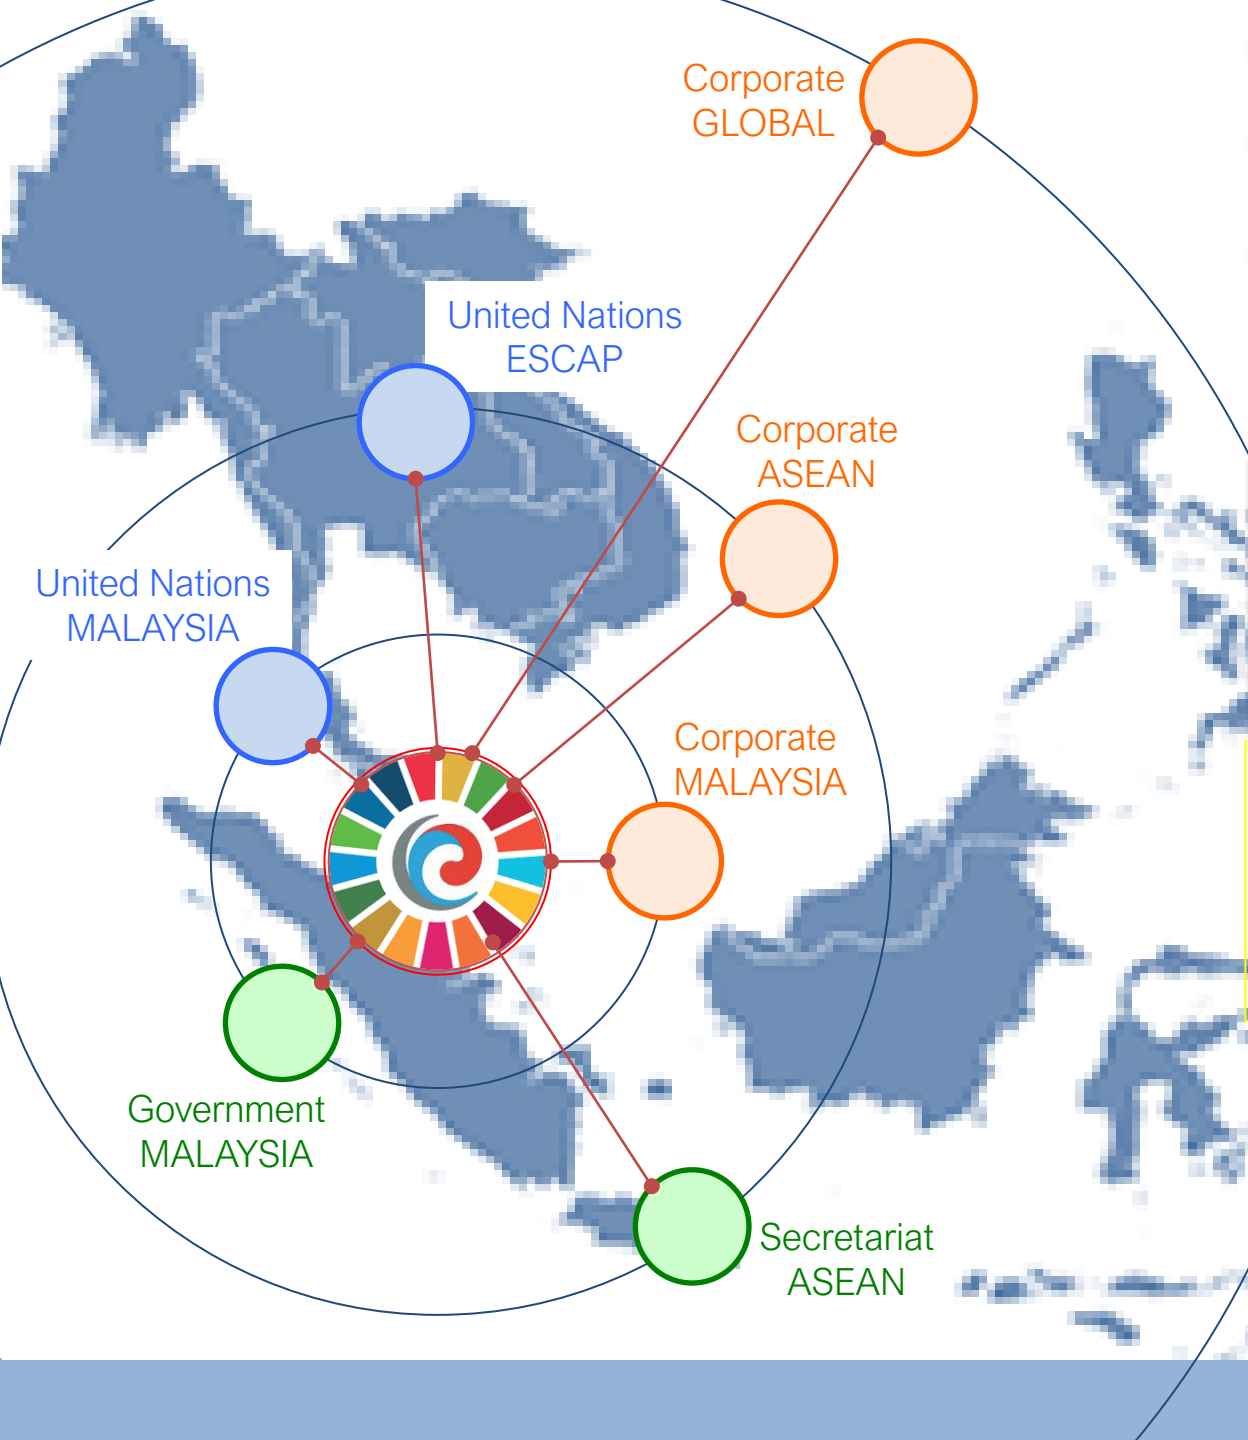 Corporate
GLOBAL
United Nations
ESCAP
Corporate
ASEAN
United Nations
MALAYSIA
Corporate
MALAYSIA
Government
MALAYSIA
Secretariat
ASEAN